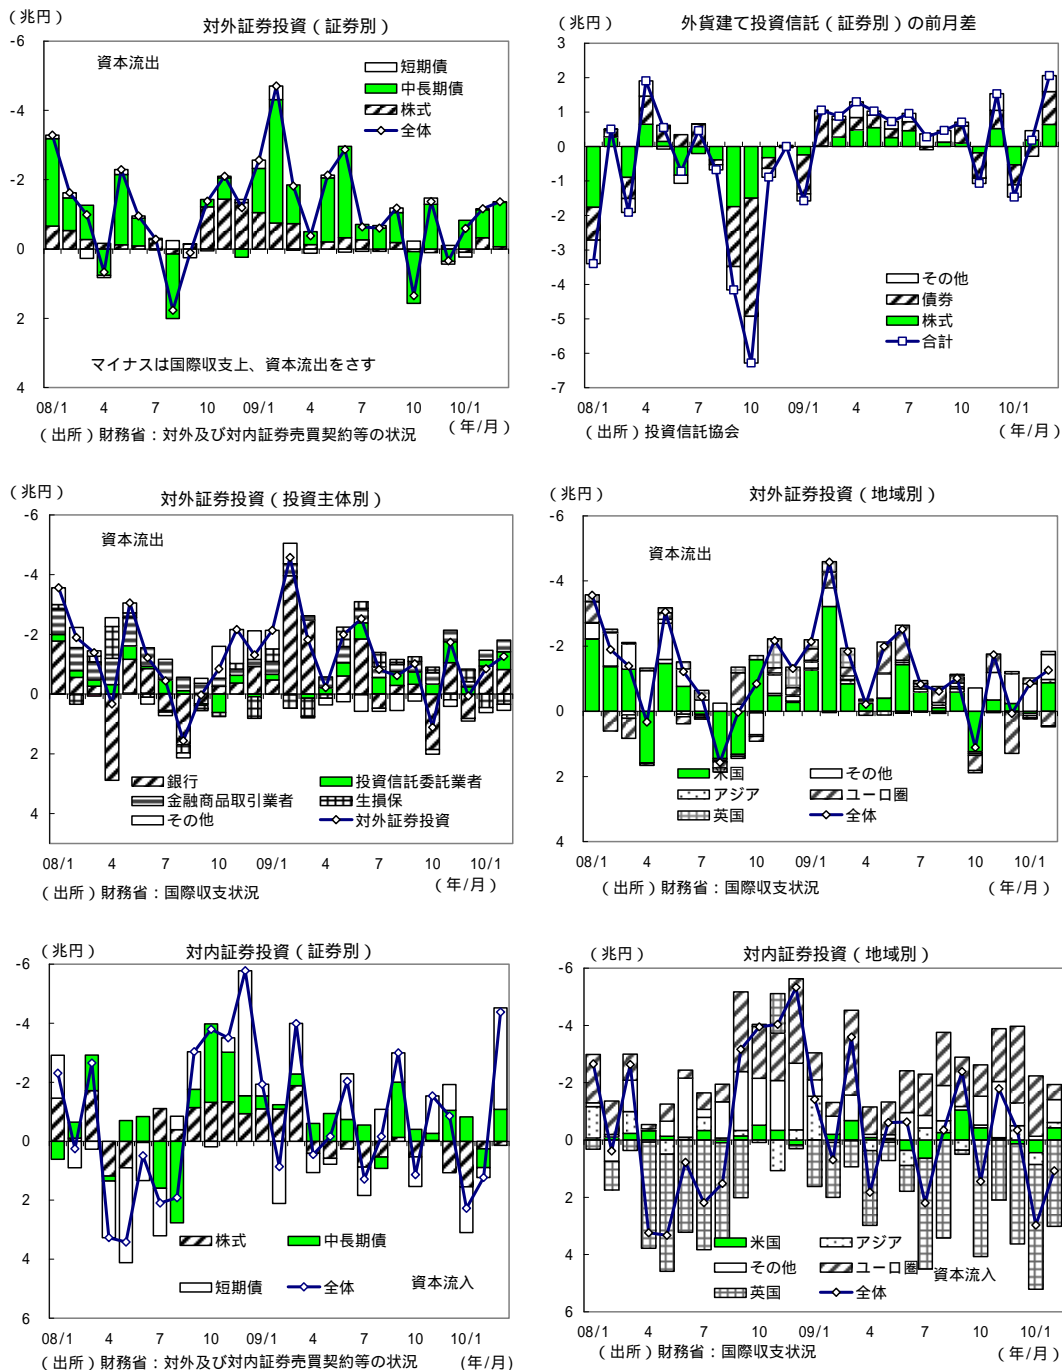 （兆円）
対外証券投資（証券別）
-6
-4
-2
0
2
4
資本流出
短期債
中長期債
株式
全体
マイナスは国際収支上、資本流出をさす
08/1 4 7 10 09/1 4 7 10 10/1
（年/月）
（出所）財務省：対外及び対内証券売買契約等の状況
（兆円）
外貨建て投資信託（証券別）の前月差
3
2
1
0
-1
-2
-3
-4
-5
-6
-7
その他
債券
株式
合計
08/1 4 7 10 09/1 4 7 10 10/1
（年/月）
（出所）投資信託協会
（兆円）
対外証券投資（投資主体別）
-6
-4
-2
0
2
4
資本流出
銀行 投資信託委託業者
金融商品取引業者 生損保
その他 対外証券投資
08/1 4 7 10 09/1 4 7 10 10/1
（年/月）
（出所）財務省：国際収支状況
（兆円）
対外証券投資（地域別）
-6
-4
-2
0
2
4
資本流出
米国 その他
アジア ユーロ圏
英国 全体
08/1 4 7 10 09/1 4 7 10 10/1
（年/月）
（出所）財務省：国際収支状況
（兆円）
対内証券投資（証券別）
-6
-4
-2
0
2
4
6
株式 中長期債
短期債 全体
資本流入
08/1 4 7 10 09/1 4 7 10 10/1
（出所）財務省：対外及び対内証券売買契約等の状況 （年/月）
（兆円）
対内証券投資（地域別）
-6
-4
-2
0
2
4
6
米国 アジア
その他 ユーロ圏
英国 全体
資本流入
08/1 4 7 10 09/1 4 7 10 10/1
（出所）財務省：国際収支状況 （年/月）